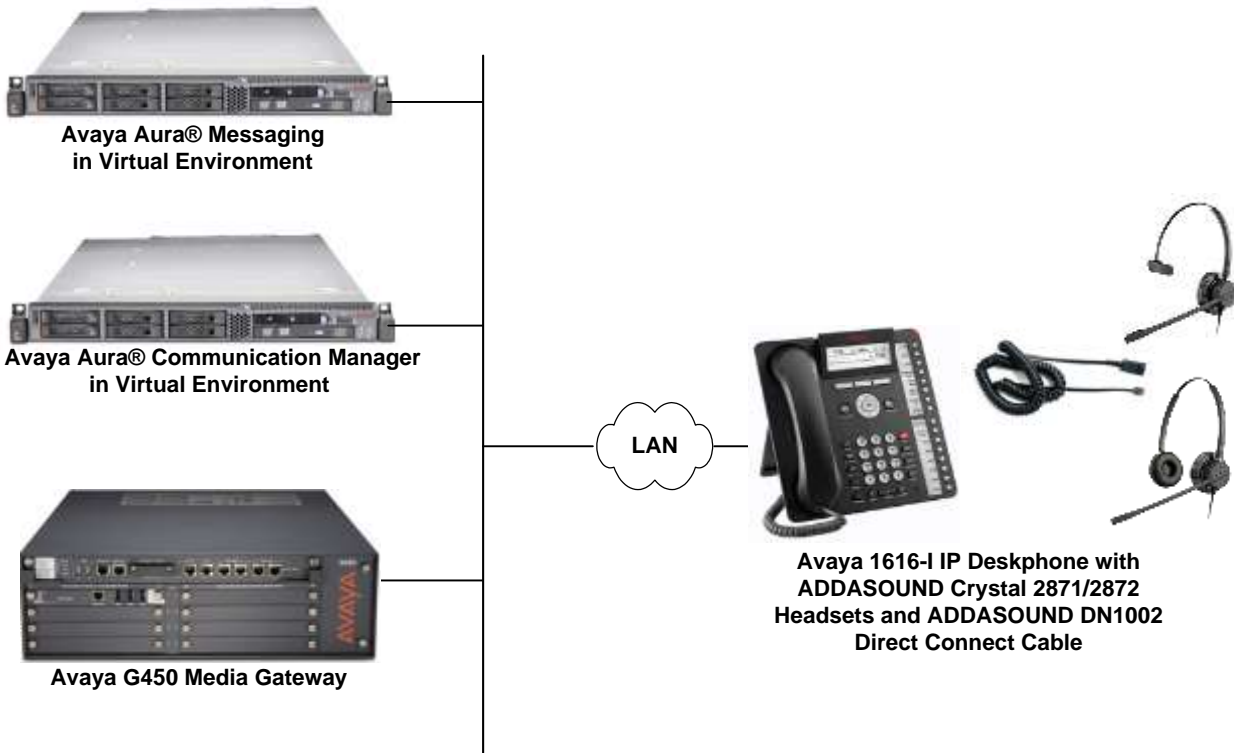 Avaya Aura® Messaging
in Virtual Environment
Avaya Aura® Communication Manager
in Virtual Environment
AVAYA
Avaya G450 Media Gateway
LAN
Avaya 1616-I IP Deskphone with
ADDASOUND Crystal 2871/2872
Headsets and ADDASOUND DN1002
Direct Connect Cable